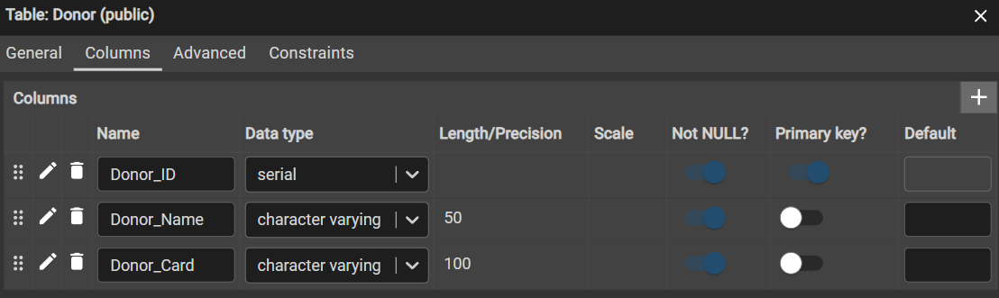 Table: Donor (public)
General Columns Advanced Constraints
Columns
Name Data type Length/Precision Scale Not NULL? Primary key? Default
Donor_ID serial
Donor_Name character varying 50
Donor_Card character varying 100